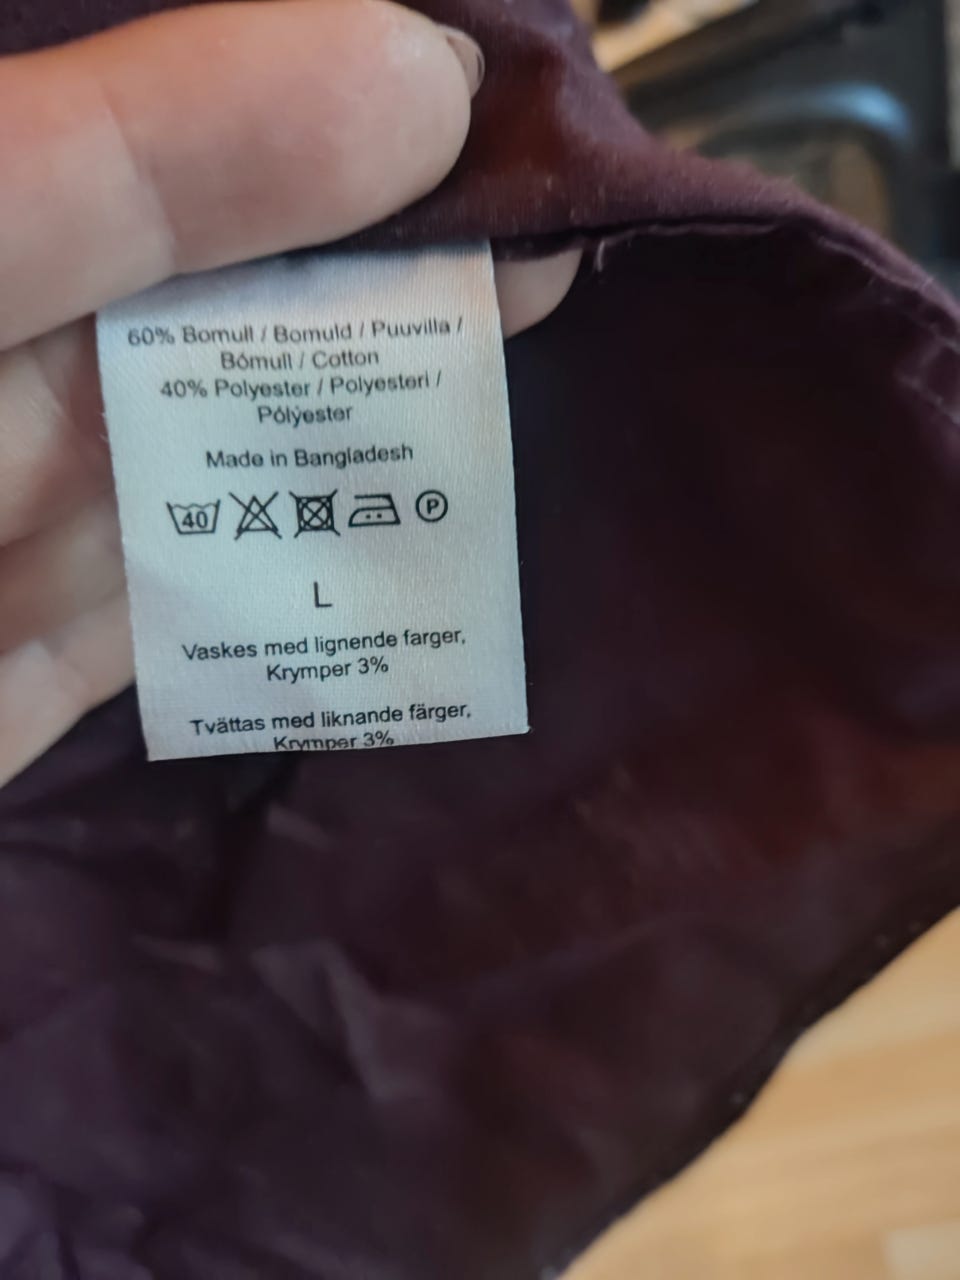 60% Bomull / Bomuld / Puuvilla /
Bómull / Cotton
40% Polyester / Polyesteri /
Pólýester
Made in Bangladesh
40 P
L
Vaskes med lignende farger,
Krymper 3%
Tvättas med liknande färger,
Krymper 3%